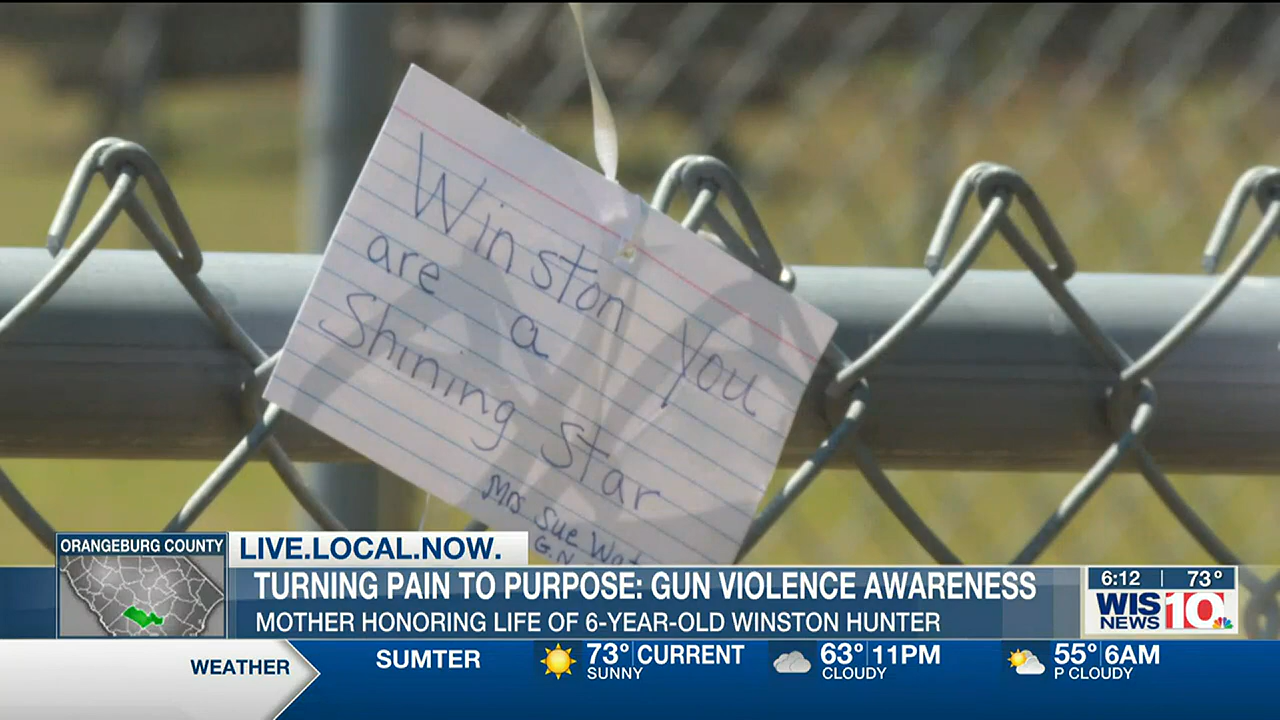 Winston You
are a
Shining Star
Mrs Sue
G.N
ORANGEBURG COUNTY
LIVE.LOCAL.NOW.
TURNING PAIN TO PURPOSE: GUN VIOLENCE AWARENESS
MOTHER HONORING LIFE OF 6-YEAR-OLD WINSTON HUNTER
6:12 | 73°
WIS 10
NEWS
WEATHER
SUMTER
73° CURRENT
SUNNY
63° 11PM
CLOUDY
55° 6AM
P CLOUDY